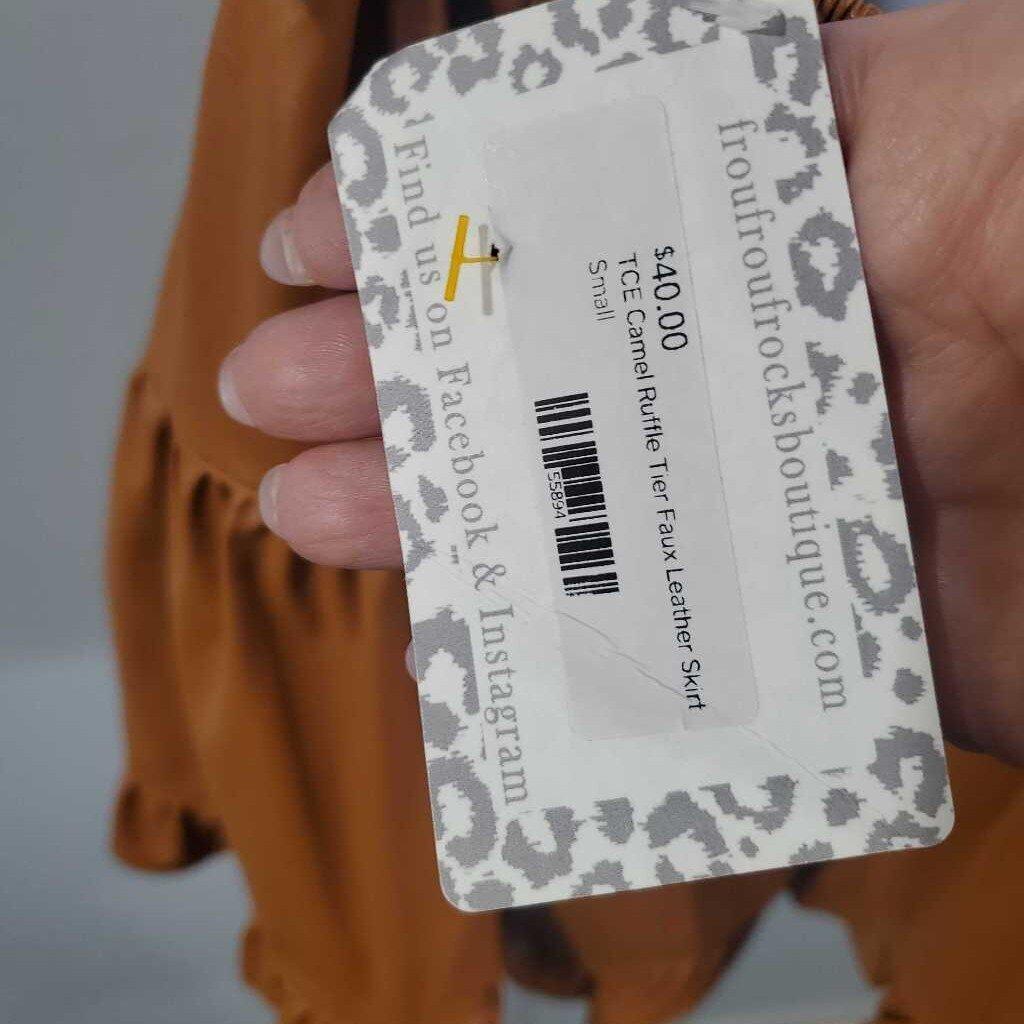 froufroufrocksboutique.com
$40.00
TCE Camel Ruffle Tier Faux Leather Skirt
Small
55894
Find us on Facebook & Instagram